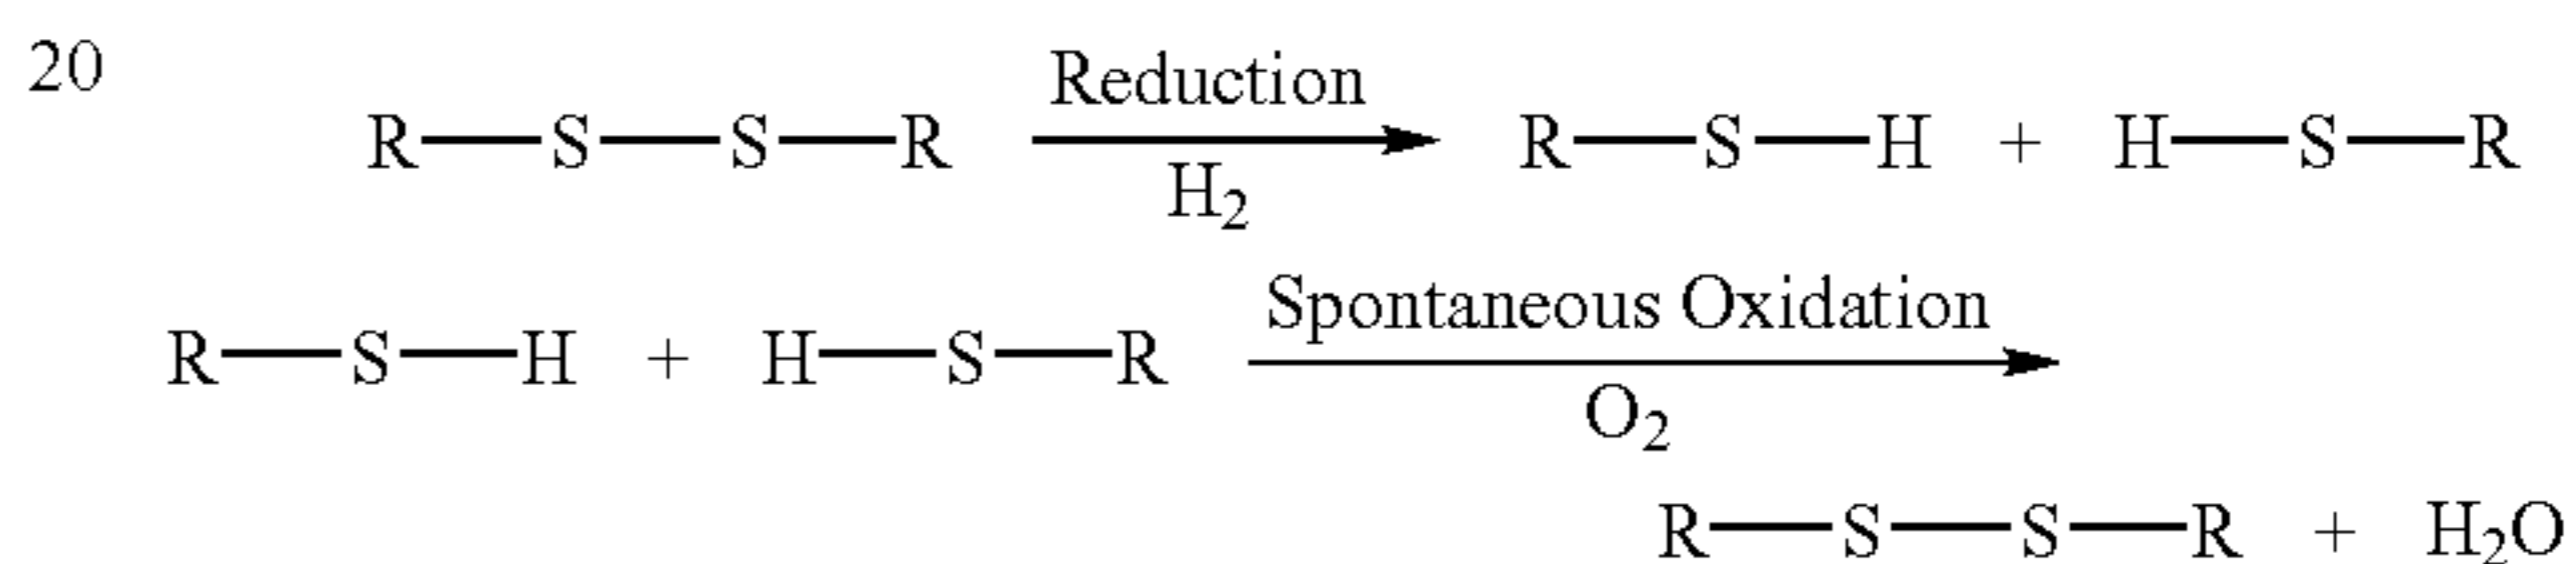 20
Reduction
R—S—S—R → R—S—H + H—S—R
H₂
Spontaneous Oxidation
R—S—H + H—S—R →
O₂
R—S—S—R + H₂O